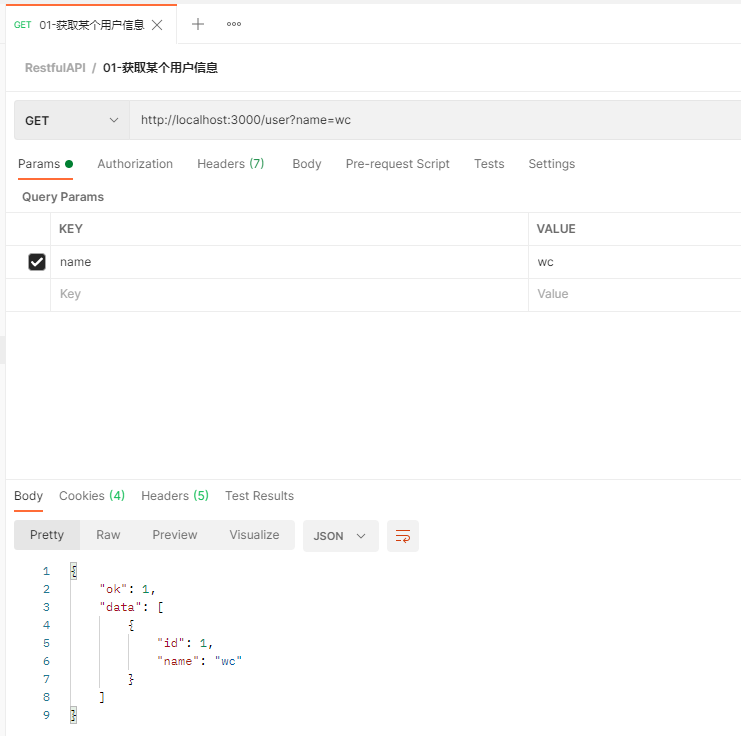 GET 01-获取某个用户信息
RestfulAPI / 01-获取某个用户信息
GET http://localhost:3000/user?name=wc
Params Authorization Headers (7) Body Pre-request Script Tests Settings
Query Params
KEY VALUE
name wc
Key Value
Body Cookies (4) Headers (5) Test Results
Pretty Raw Preview Visualize JSON
1 {
2 "ok": 1,
3 "data": [
4 {
5 "id": 1,
6 "name": "wc"
7 }
8 ]
9 }